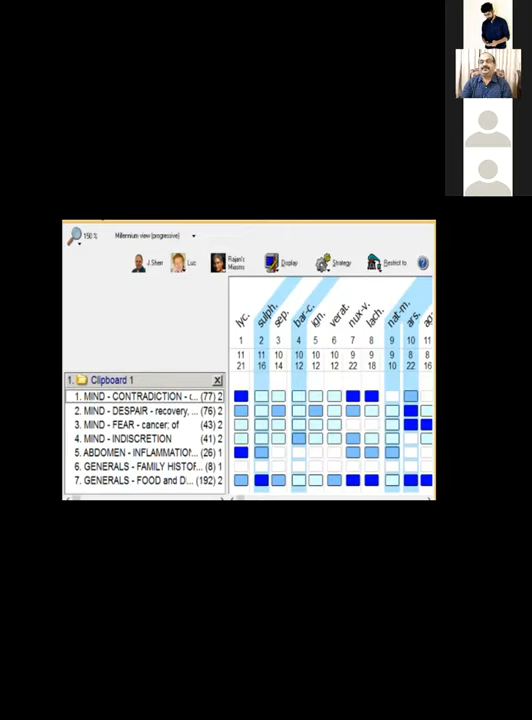 150 % Millennium view (progressive)
J.Sherr Luc Rajan's Miasms Display Strategy Restrict to
lyc. sulph. sep. bar-c. ign. verat. nux-v. lach. nat-m. ars.
1 2 3 4 5 6 7 8 9 10 11
11 11 10 10 10 10 9 9 9 8 8
21 16 14 12 12 12 22 18 10 22 16
1. Clipboard 1 X
1. MIND - CONTRADICTION - (77) 2
2. MIND - DESPAIR - recovery, ... (76) 2
3. MIND - FEAR - cancer; of (43) 2
4. MIND - INDISCRETION (41) 2
5. ABDOMEN - INFLAMMATION (26) 1
6. GENERALS - FAMILY HISTOR (8) 1
7. GENERALS - FOOD and D... (192) 2